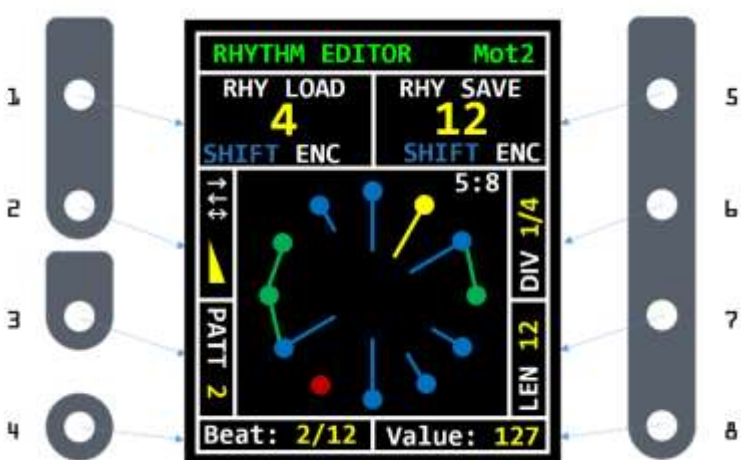 RHYTHM EDITOR Mot2
RHY LOAD
4
SHIFT ENC
RHY SAVE
12
SHIFT ENC
5:8
DIV 1/4
PATT 2
LEN 12
Beat: 2/12
Value: 127
1
2
3
4
5
6
7
8